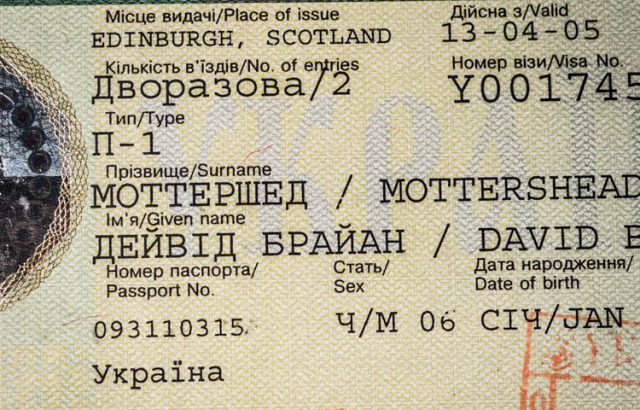 Місце видачі/Place of issue Дійсна з/Valid
EDINBURGH, SCOTLAND 13-04-05
Кількість в'їздів/No. of entries Номер візи/Visa No.
Дворазова/2 Y001745
Тип/Type
П-1
Прізвище/Surname
МОТТЕРШЕД / MOTTERSHEAD
Ім'я/Given name
ДЕЙВІД БРАЙАН / DAVID B
Номер паспорта/ Стать/ Дата народження/
Passport No. Sex Date of birth
093110315 Ч/М 06 СІЧ/JAN
Україна